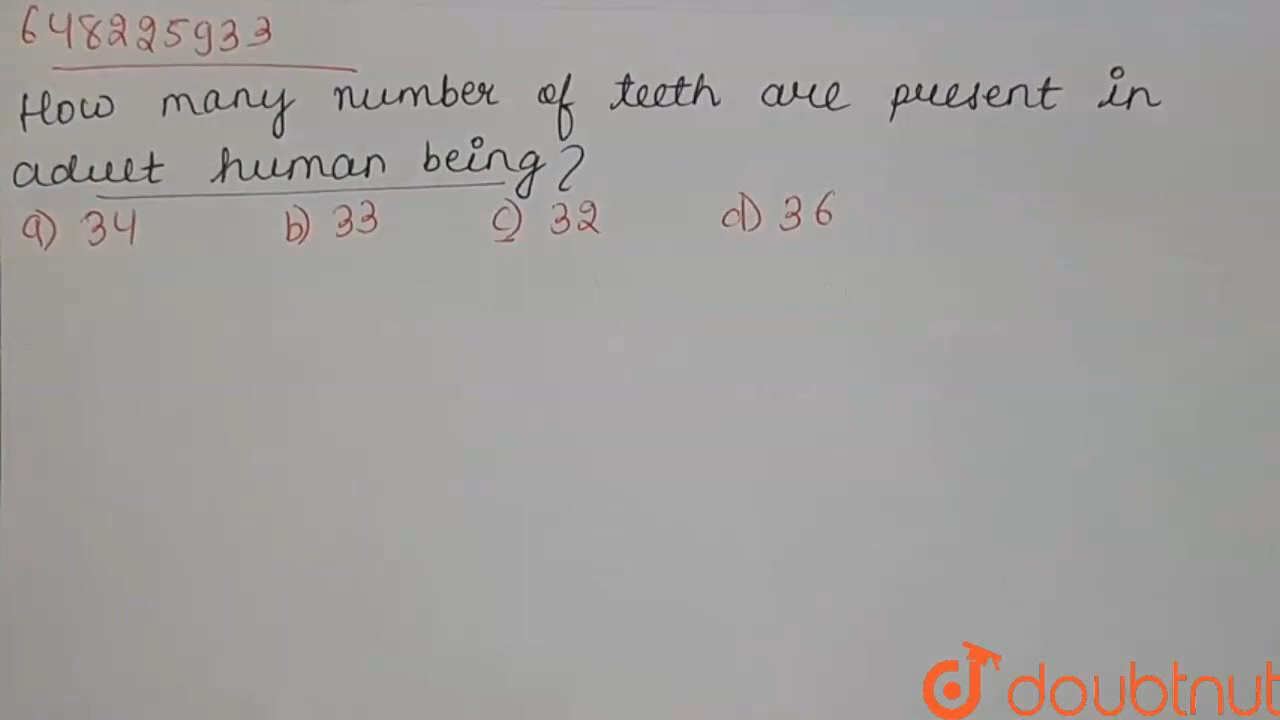 648225933
How many number of teeth are present in
adult human being?
a) 34 b) 33 c) 32 d) 36
doubtnut